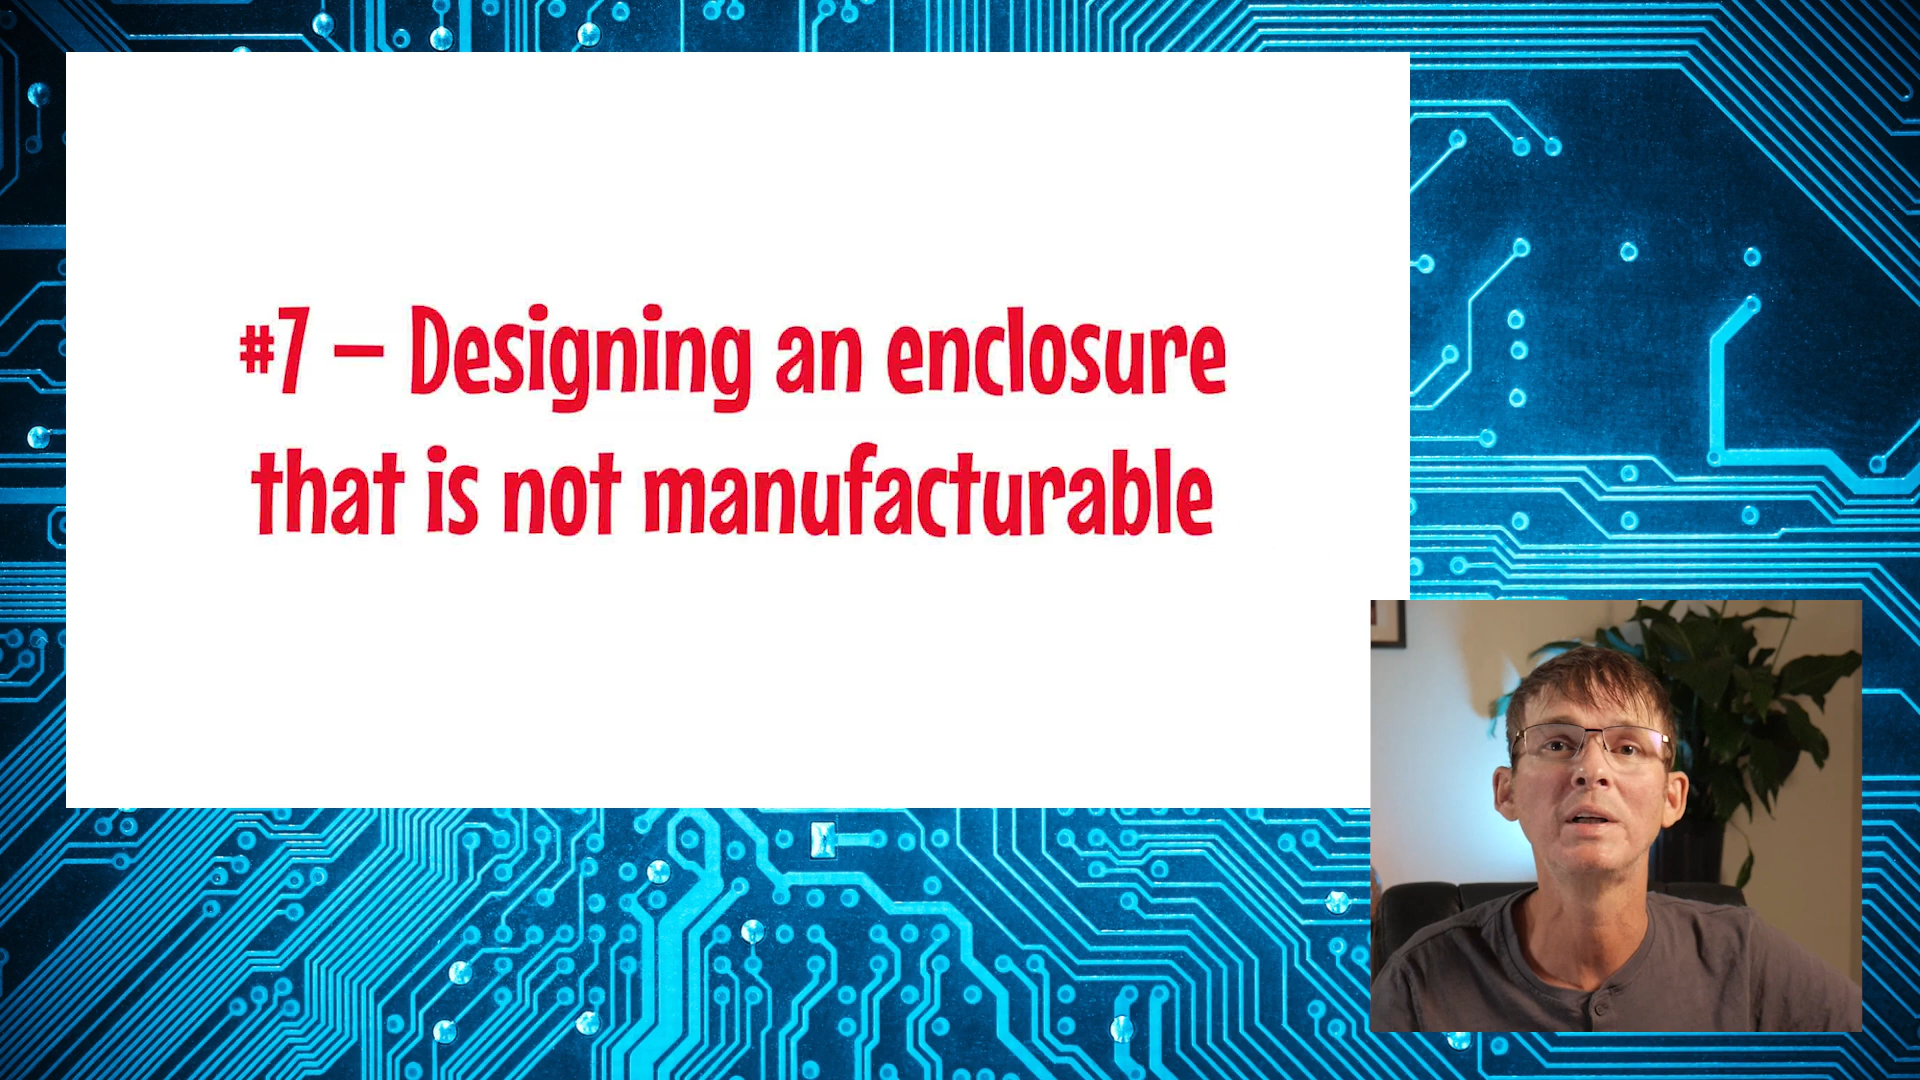 #7 – Designing an enclosure
that is not manufacturable